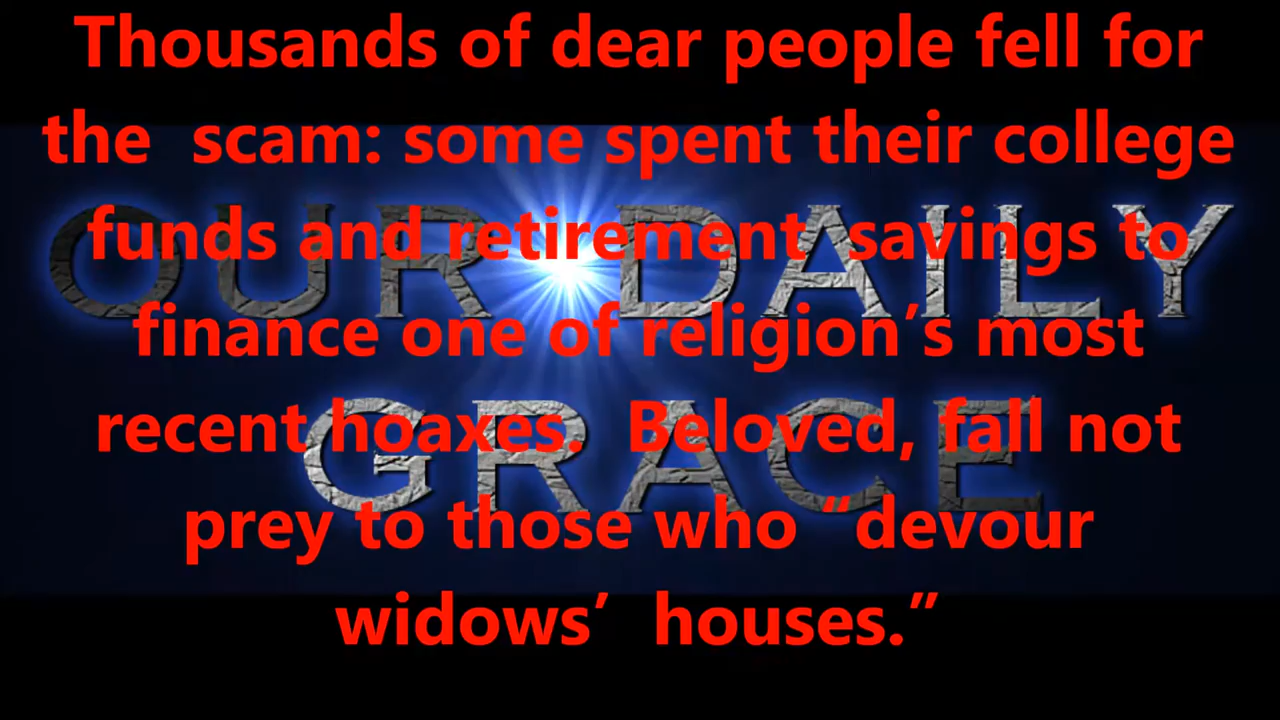 Thousands of dear people fell for
the scam: some spent their college
funds and retirement savings to
finance one of religion’s most
recent hoaxes. Beloved, fall not
prey to those who “devour
widows’ houses.”
OUR DAILY
GRACE